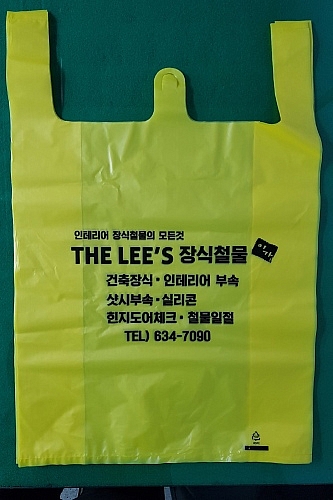 인테리어 장식철물의 모든것
THE LEE'S 장식철물
건축장식·인테리어 부속
샷시부속·실리콘
힌지도어체크·철물일절
TEL) 634-7090